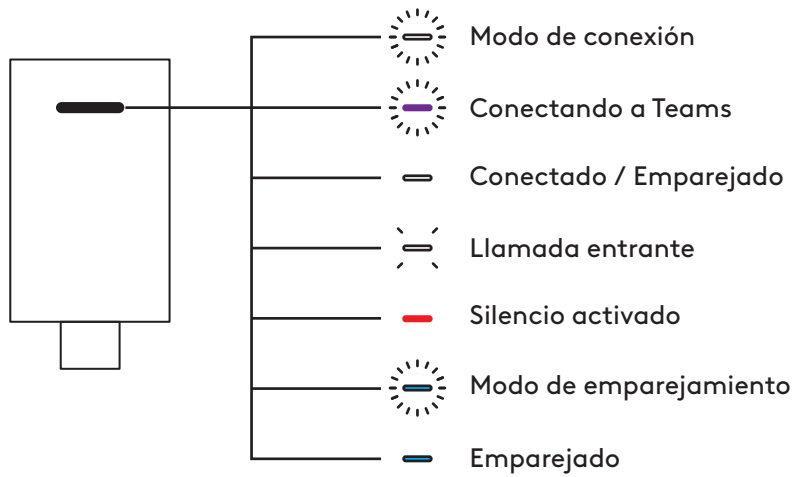 Modo de conexión
Conectando a Teams
Conectado / Emparejado
Llamada entrante
Silencio activado
Modo de emparejamiento
Emparejado